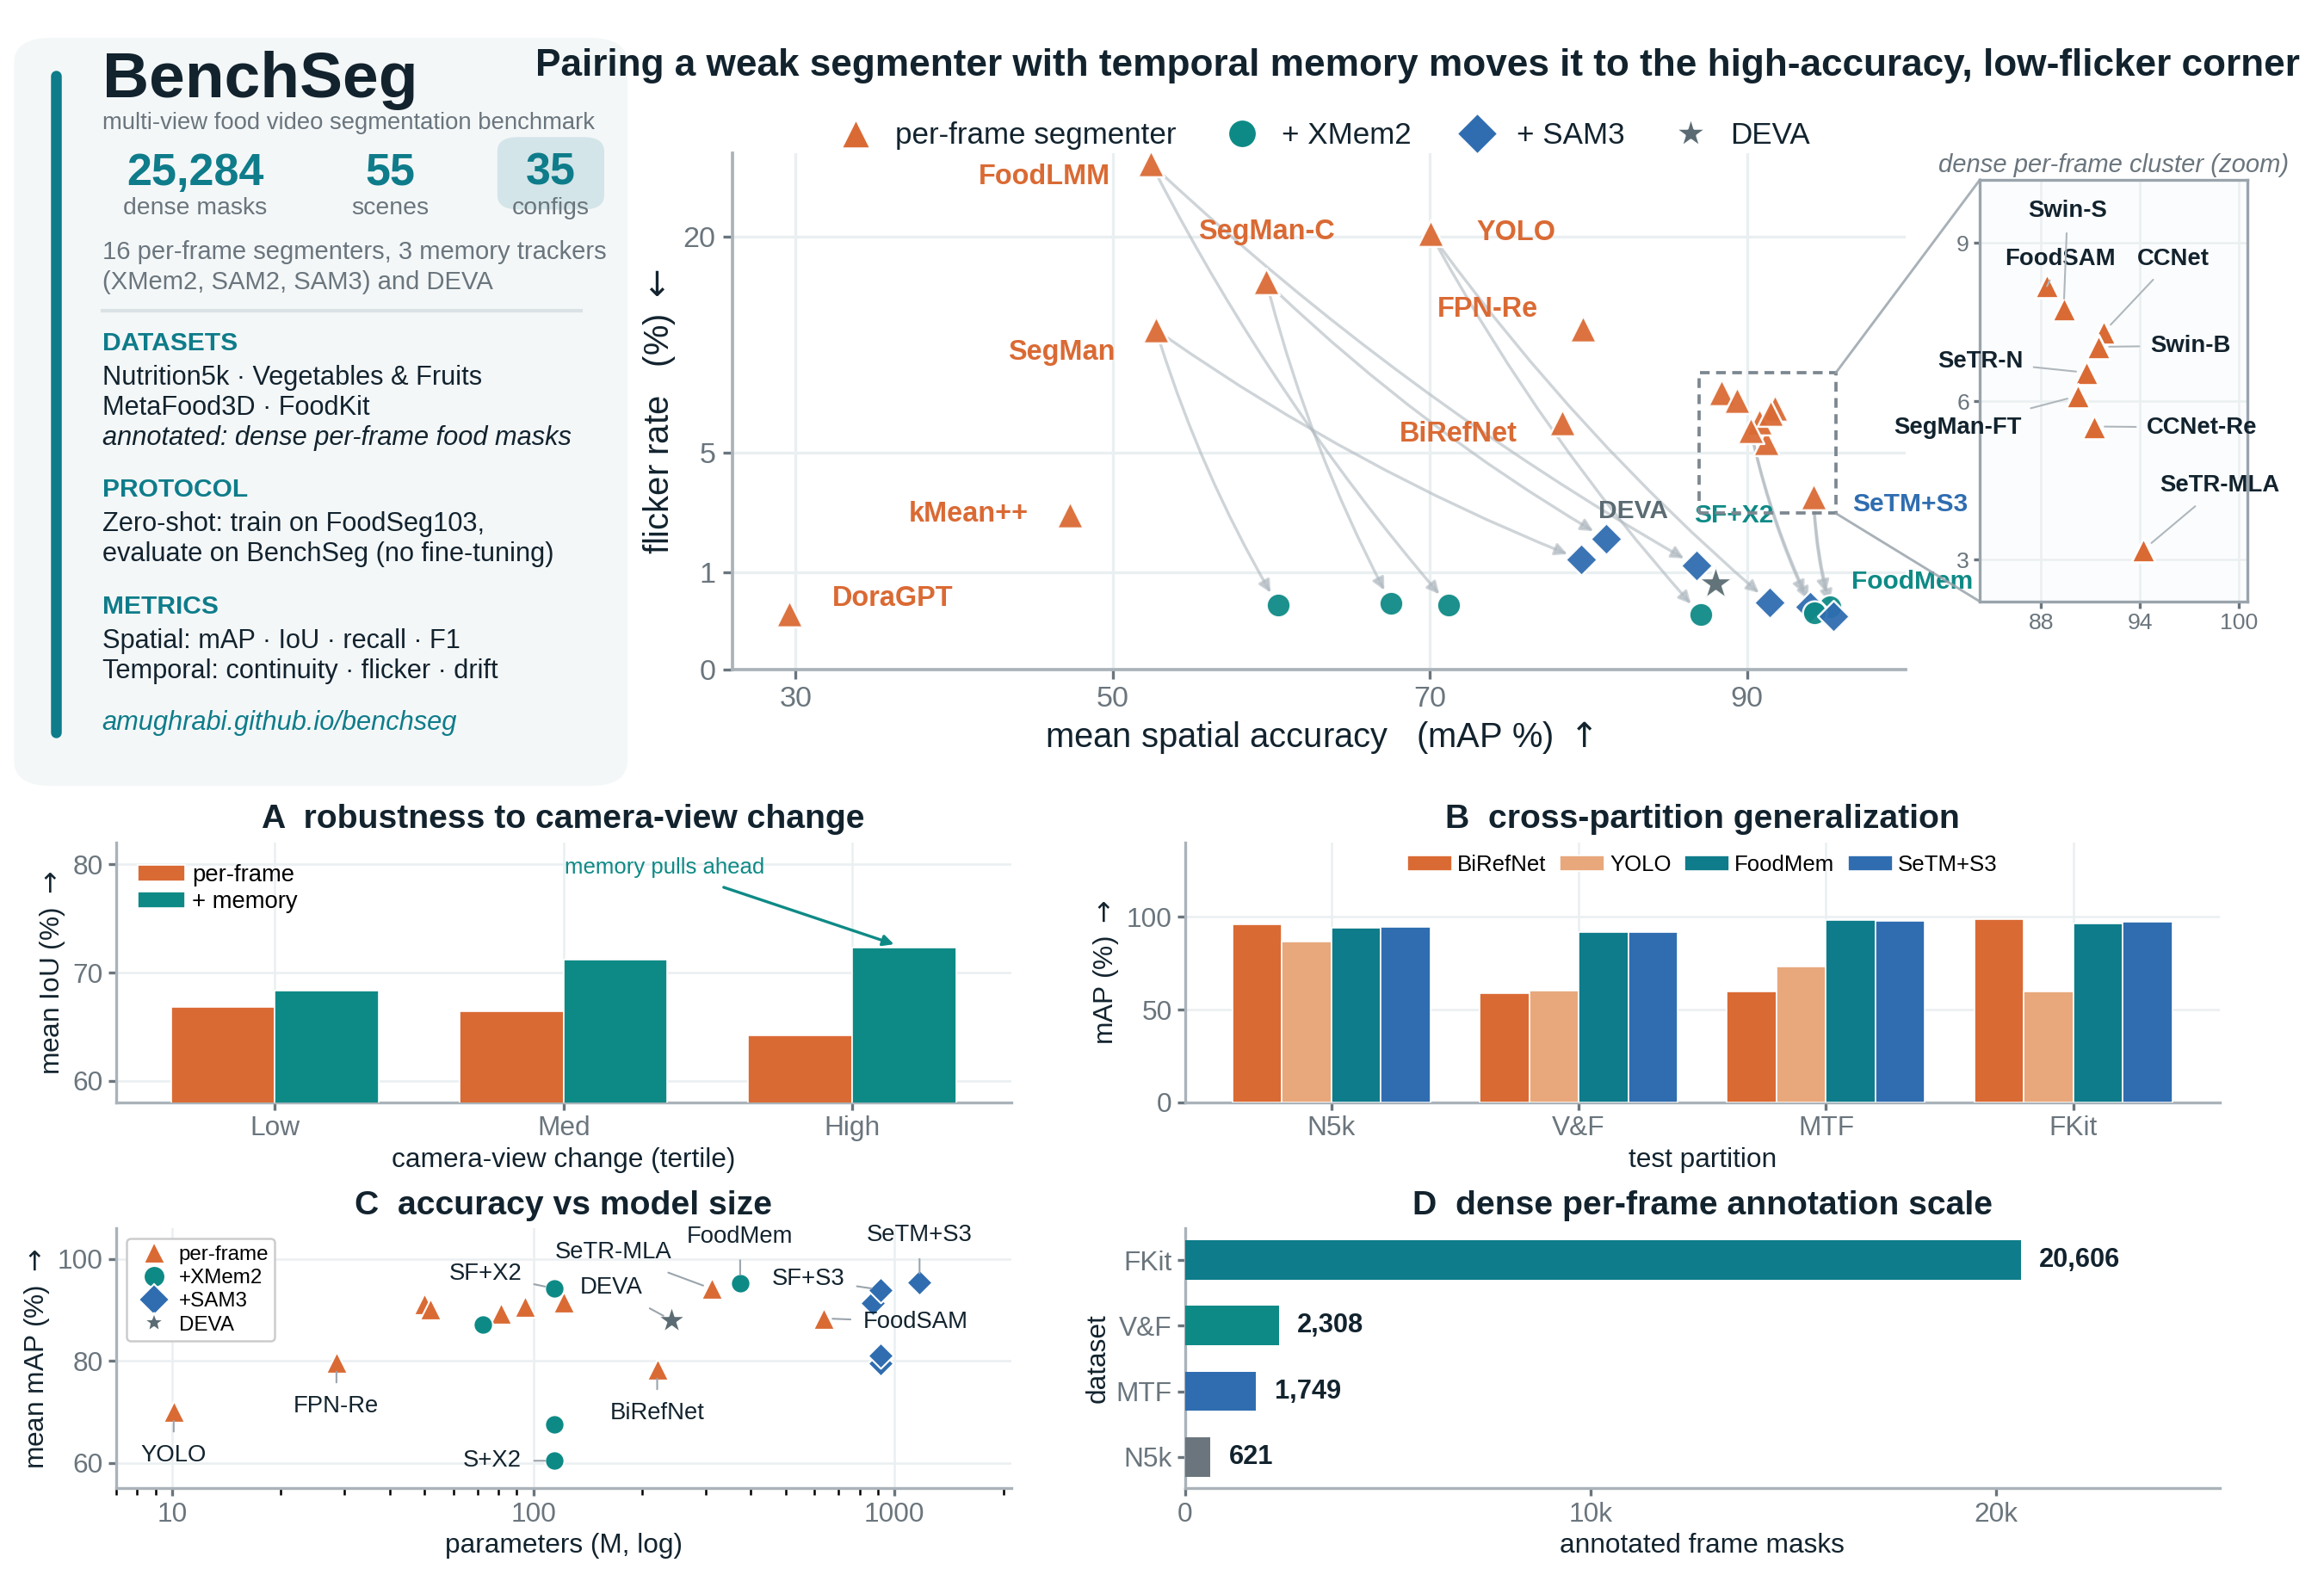 BenchSeg
multi-view food video segmentation benchmark
25,284
dense masks
55
scenes
35
configs
16 per-frame segmenters, 3 memory trackers
(XMem2, SAM2, SAM3) and DEVA
DATASETS
Nutrition5k · Vegetables & Fruits
MetaFood3D · FoodKit
annotated: dense per-frame food masks
PROTOCOL
Zero-shot: train on FoodSeg103,
evaluate on BenchSeg (no fine-tuning)
METRICS
Spatial: mAP · IoU · recall · F1
Temporal: continuity · flicker · drift
amughrabi.github.io/benchseg
Pairing a weak segmenter with temporal memory moves it to the high-accuracy, low-flicker corner
per-frame segmenter
+ XMem2
+ SAM3
DEVA
flicker rate (%) ↓
20
5
1
0
FoodLMM
SegMan-C
YOLO
FPN-Re
SegMan
BiRefNet
kMean++
DEVA
SF+X2
SeTM+S3
DoraGPT
FoodMem
30
50
70
90
mean spatial accuracy (mAP %) ↑
dense per-frame cluster (zoom)
Swin-S
9
FoodSAM
CCNet
Swin-B
SeTR-N
6
SegMan-FT
CCNet-Re
SeTR-MLA
3
88
94
100
A robustness to camera-view change
mean IoU (%) ↑
80
70
60
per-frame
+ memory
memory pulls ahead
Low
Med
High
camera-view change (tertile)
B cross-partition generalization
mAP (%) ↑
100
50
0
BiRefNet
YOLO
FoodMem
SeTM+S3
N5k
V&F
MTF
FKit
test partition
C accuracy vs model size
mean mAP (%) ↑
100
80
60
per-frame
+XMem2
+SAM3
DEVA
SeTR-MLA
FoodMem
SeTM+S3
SF+X2
DEVA
SF+S3
FoodSAM
FPN-Re
BiRefNet
YOLO
S+X2
10
100
1000
parameters (M, log)
D dense per-frame annotation scale
dataset
FKit
20,606
V&F
2,308
MTF
1,749
N5k
621
0
10k
20k
annotated frame masks